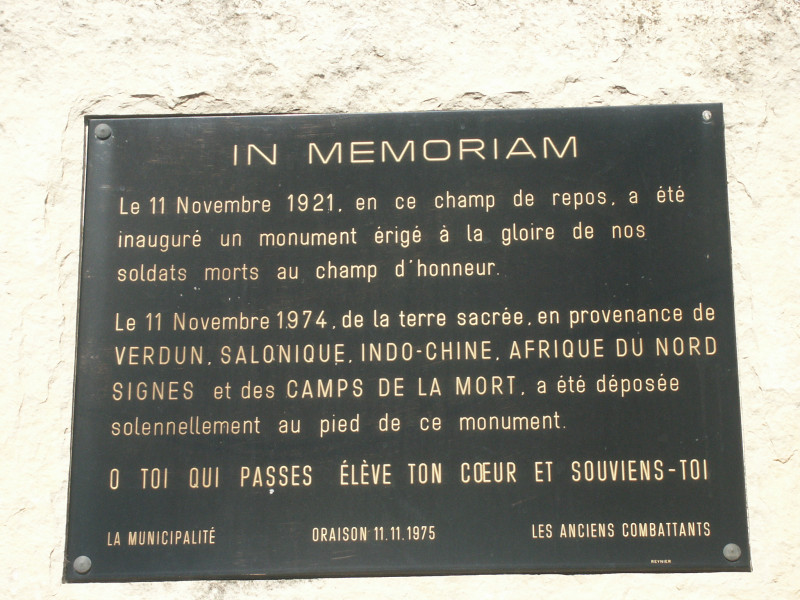 IN MEMORIAM
Le 11 Novembre 1921, en ce champ de repos, a été
inauguré un monument érigé à la gloire de nos
soldats morts au champ d'honneur.
Le 11 Novembre 1974, de la terre sacrée, en provenance de
VERDUN, SALONIQUE, INDO-CHINE, AFRIQUE DU NORD
SIGNES et des CAMPS DE LA MORT, a été déposée
solennellement au pied de ce monument.
O TOI QUI PASSES ÉLÈVE TON CŒUR ET SOUVIENS-TOI
LA MUNICIPALITÉ ORAISON 11.11.1975 LES ANCIENS COMBATTANTS
REYNIER